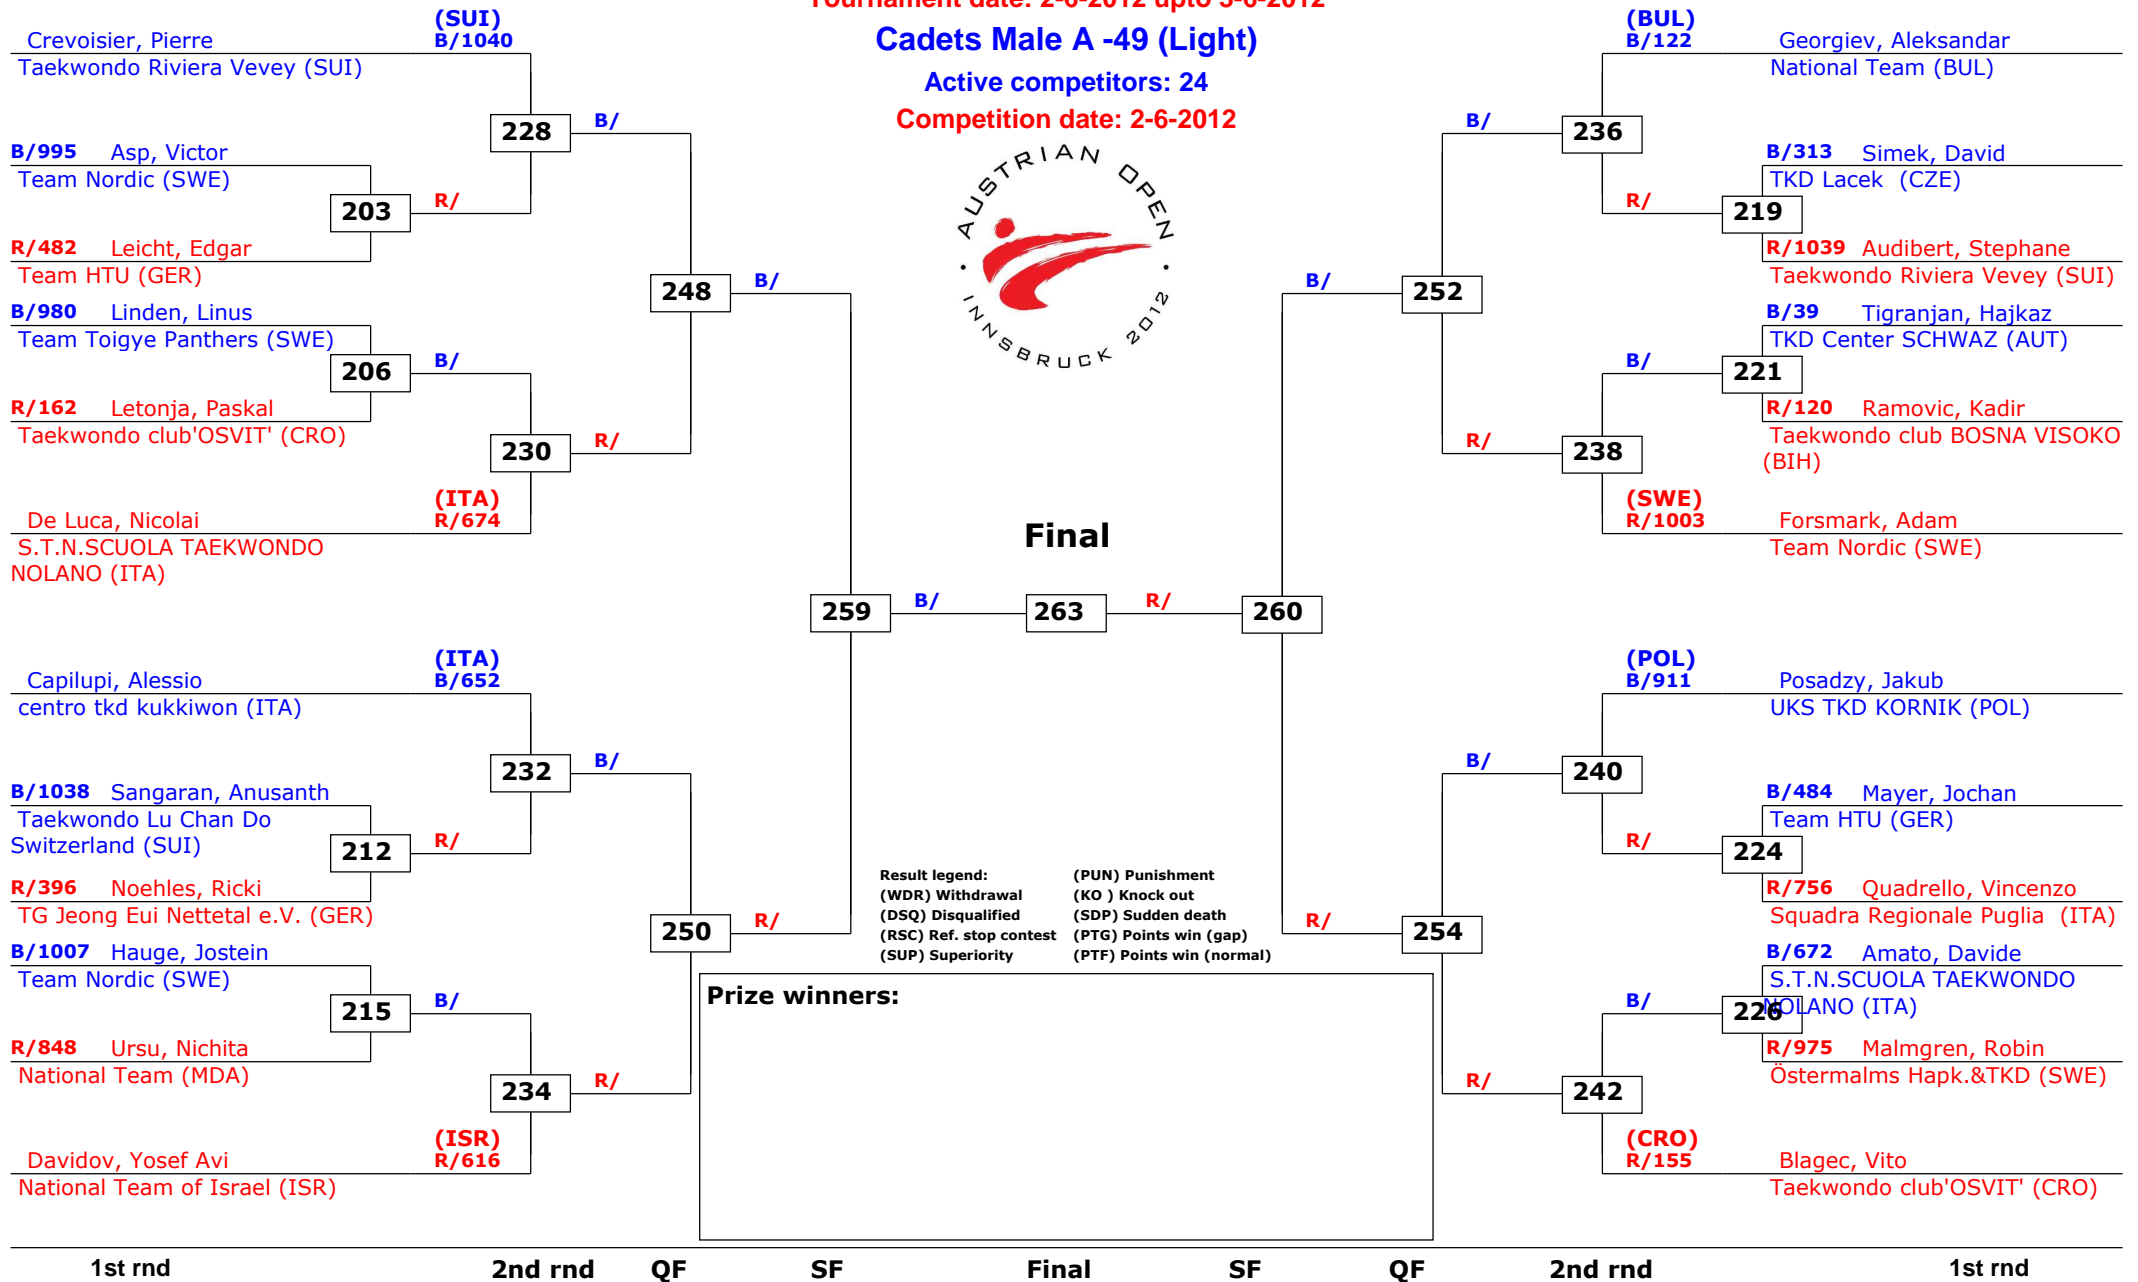 Tournament date: 2-6-2012 upto 3-6-2012
Cadets Male A -49 (Light)
Active competitors: 24
Competition date: 2-6-2012
AUSTRIAN OPEN
· INNSBRUCK 2012 ·
(SUI)
Crevoisier, Pierre B/1040
Taekwondo Riviera Vevey (SUI)
228
B/
B/995 Asp, Victor
Team Nordic (SWE)
203
R/
R/482 Leicht, Edgar
Team HTU (GER)
248
B/
B/980 Linden, Linus
Team Toigye Panthers (SWE)
206
B/
R/162 Letonja, Paskal
Taekwondo club'OSVIT' (CRO)
230
R/
(ITA)
De Luca, Nicolai R/674
S.T.N.SCUOLA TAEKWONDO
NOLANO (ITA)
259
B/
(ITA)
Capilupi, Alessio B/652
centro tkd kukkiwon (ITA)
232
B/
B/1038 Sangaran, Anusanth
Taekwondo Lu Chan Do
Switzerland (SUI)
212
R/
R/396 Noehles, Ricki
TG Jeong Eui Nettetal e.V. (GER)
250
R/
B/1007 Hauge, Jostein
Team Nordic (SWE)
215
B/
R/848 Ursu, Nichita
National Team (MDA)
234
R/
(ISR)
Davidov, Yosef Avi R/616
National Team of Israel (ISR)
Final
263
R/
260
(BUL)
B/122 Georgiev, Aleksandar
National Team (BUL)
B/
236
B/313 Simek, David
TKD Lacek  (CZE)
R/
219
R/1039 Audibert, Stephane
Taekwondo Riviera Vevey (SUI)
B/
252
B/39 Tigranjan, Hajkaz
TKD Center SCHWAZ (AUT)
B/
221
R/120 Ramovic, Kadir
Taekwondo club BOSNA VISOKO
(BIH)
R/
238
(SWE)
R/1003 Forsmark, Adam
Team Nordic (SWE)
(POL)
B/911 Posadzy, Jakub
UKS TKD KORNIK (POL)
B/
240
B/484 Mayer, Jochan
Team HTU (GER)
R/
224
R/756 Quadrello, Vincenzo
Squadra Regionale Puglia  (ITA)
R/
254
B/672 Amato, Davide
S.T.N.SCUOLA TAEKWONDO
NOLANO (ITA)
B/
226
R/975 Malmgren, Robin
Östermalms Hapk.&TKD (SWE)
R/
242
(CRO)
R/155 Blagec, Vito
Taekwondo club'OSVIT' (CRO)
Result legend: (PUN) Punishment
(WDR) Withdrawal (KO ) Knock out
(DSQ) Disqualified (SDP) Sudden death
(RSC) Ref. stop contest (PTG) Points win (gap)
(SUP) Superiority (PTF) Points win (normal)
Prize winners:
1st rnd 2nd rnd QF SF Final SF QF 2nd rnd 1st rnd